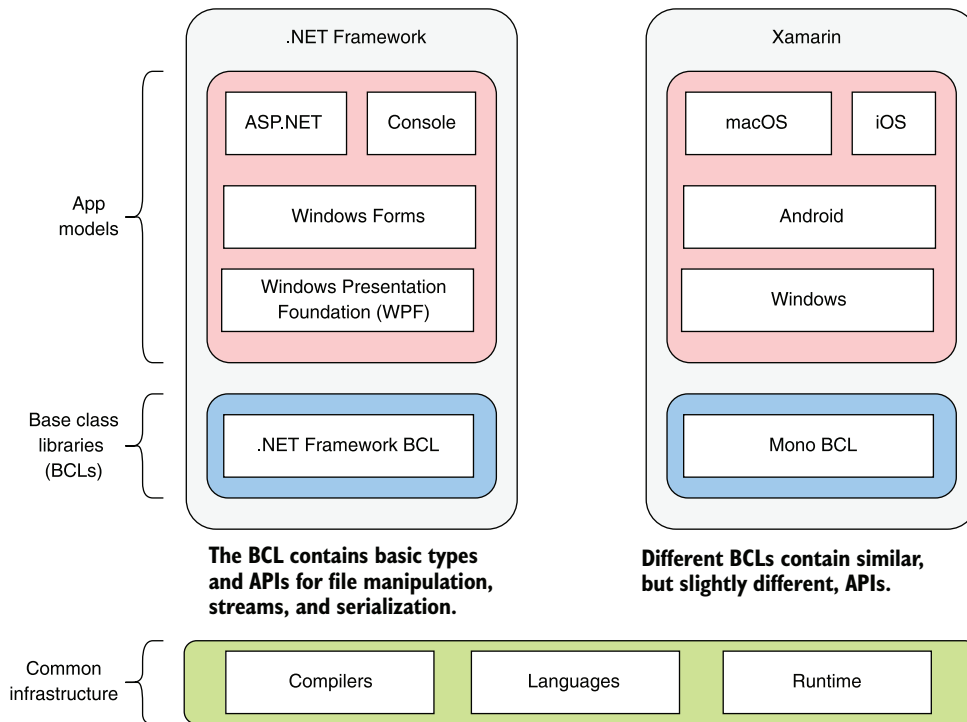 .NET Framework
Xamarin
App
models
ASP.NET
Console
Windows Forms
Windows Presentation
Foundation (WPF)
macOS
iOS
Android
Windows
Base class
libraries
(BCLs)
.NET Framework BCL
Mono BCL
The BCL contains basic types
and APIs for file manipulation,
streams, and serialization.
Different BCLs contain similar,
but slightly different, APIs.
Common
infrastructure
Compilers
Languages
Runtime